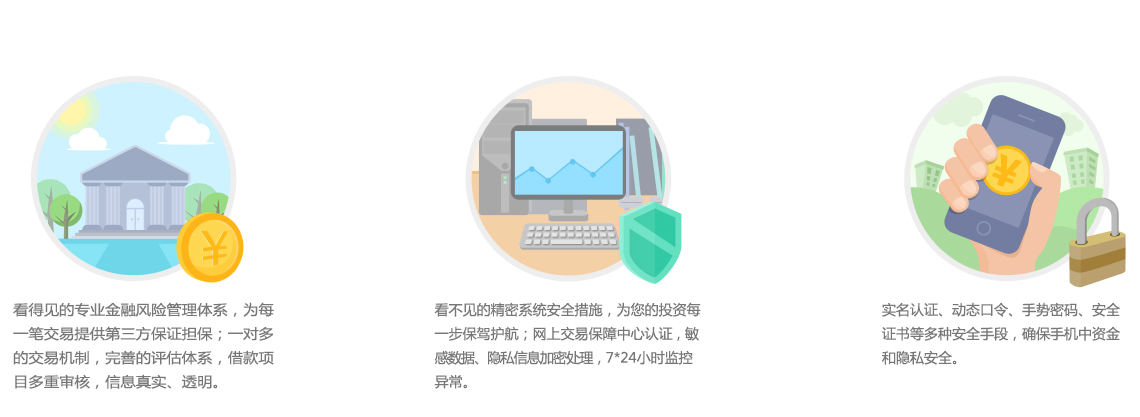 ¥
看得见的专业金融风险管理体系，为每
一笔交易提供第三方保证担保；一对多
的交易机制，完善的评估体系，借款项
目多重审核，信息真实、透明。
看不见的精密系统安全措施，为您的投资每
一步保驾护航；网上交易保障中心认证，敏
感数据、隐私信息加密处理，7*24小时监控
异常。
¥
实名认证、动态口令、手势密码、安全
证书等多种安全手段，确保手机中资金
和隐私安全。